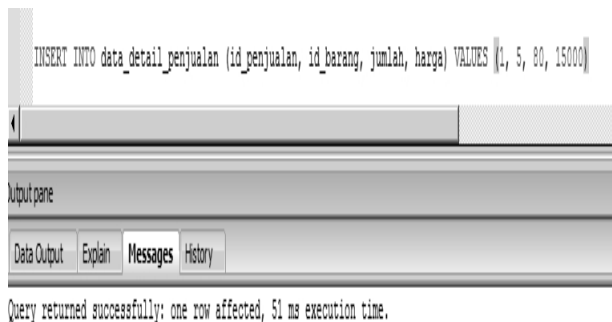 INSERT INTO data_detail_penjualan (id_penjualan, id_barang, jumlah, harga) VALUES (1, 5, 80, 15000)
Output pane
Data Output Explain Messages History
Query returned successfully: one row affected, 51 ms execution time.